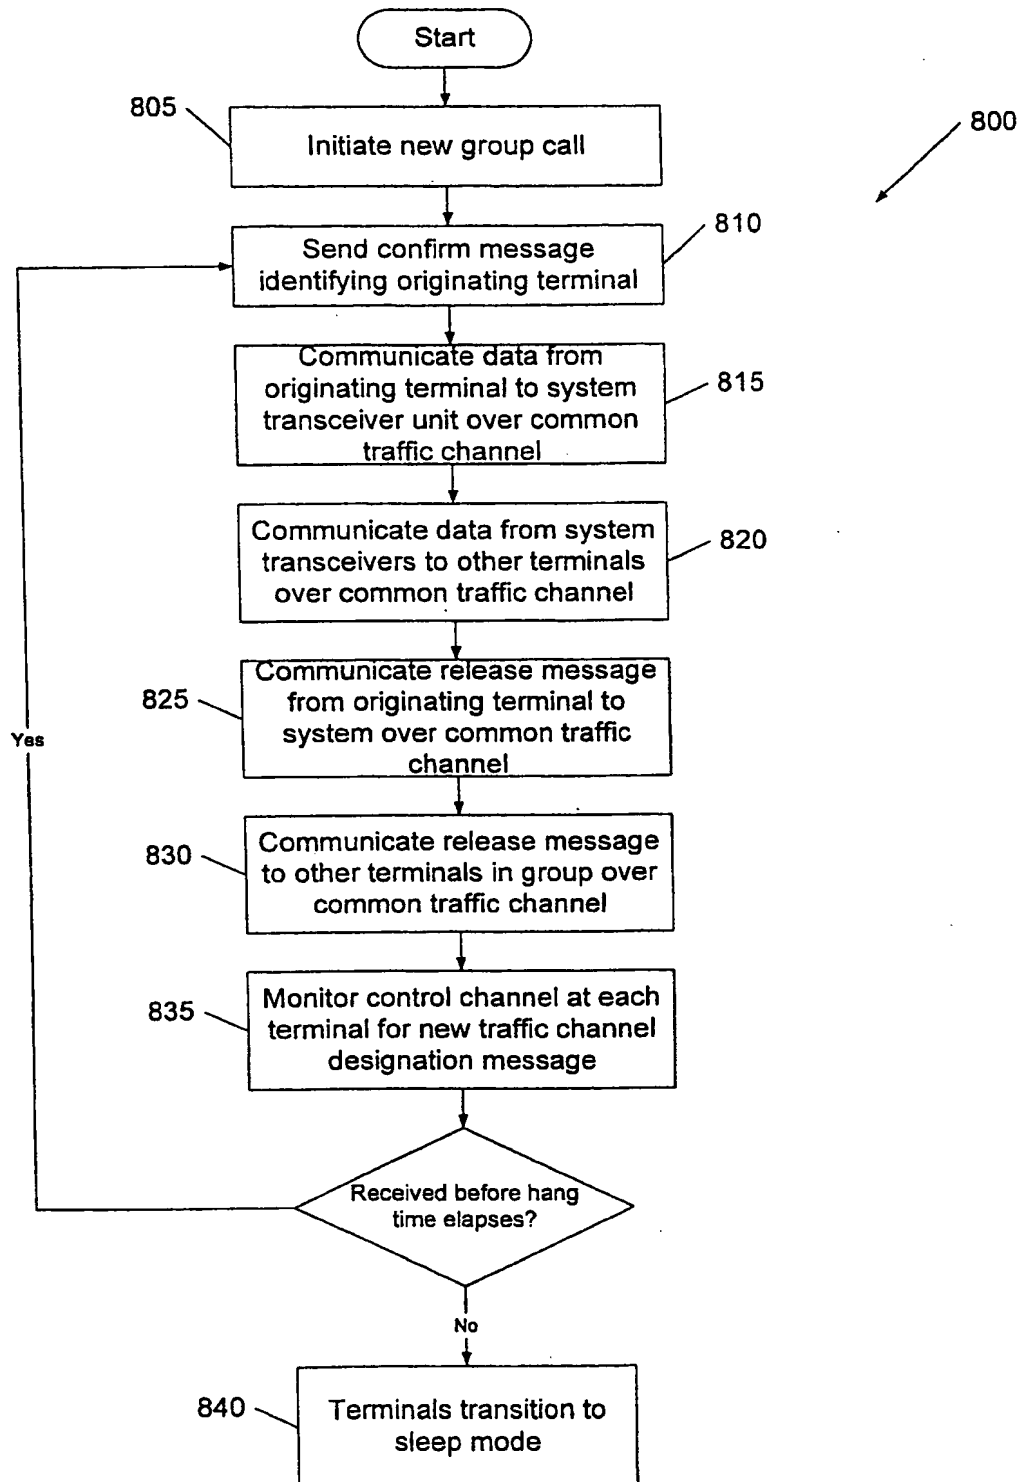 Start
805
Initiate new group call
800
810
Send confirm message
identifying originating terminal
Communicate data from
originating terminal to system
transceiver unit over common
traffic channel
815
Communicate data from system
transceivers to other terminals
over common traffic channel
820
825
Communicate release message
from originating terminal to
system over common traffic
channel
Yes
830
Communicate release message
to other terminals in group over
common traffic channel
835
Monitor control channel at each
terminal for new traffic channel
designation message
Received before hang
time elapses?
No
840
Terminals transition to
sleep mode